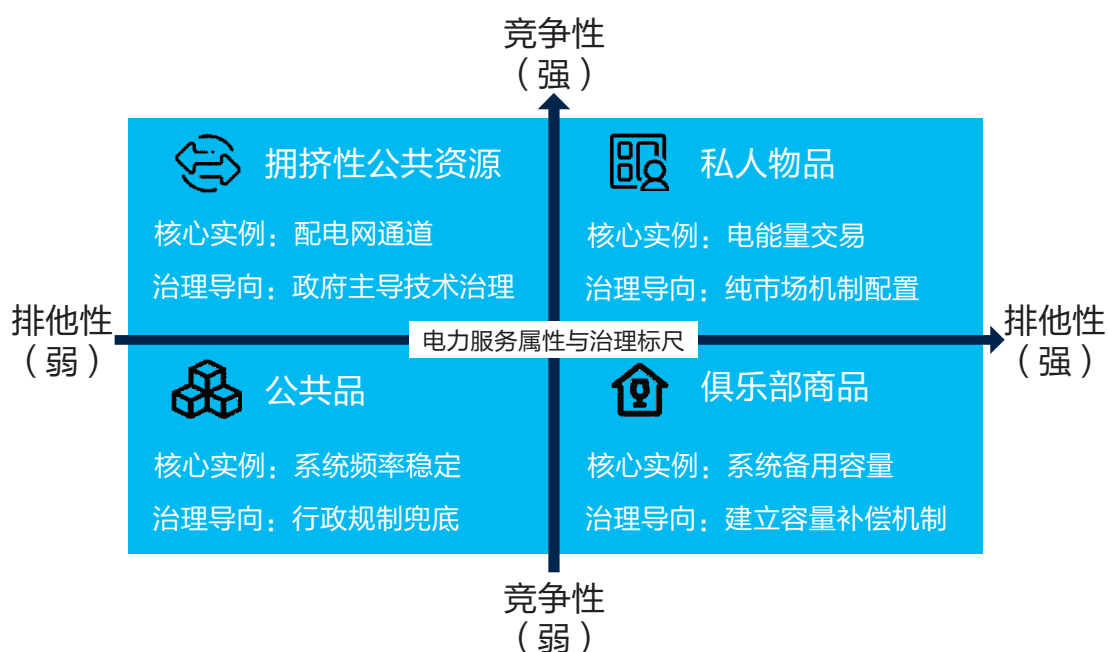 竞争性
（强）
拥挤性公共资源
核心实例：配电网通道
治理导向：政府主导技术治理
私人物品
核心实例：电能量交易
治理导向：纯市场机制配置
排他性
（弱）
电力服务属性与治理标尺
排他性
（强）
公共品
核心实例：系统频率稳定
治理导向：行政规制兜底
俱乐部商品
核心实例：系统备用容量
治理导向：建立容量补偿机制
竞争性
（弱）